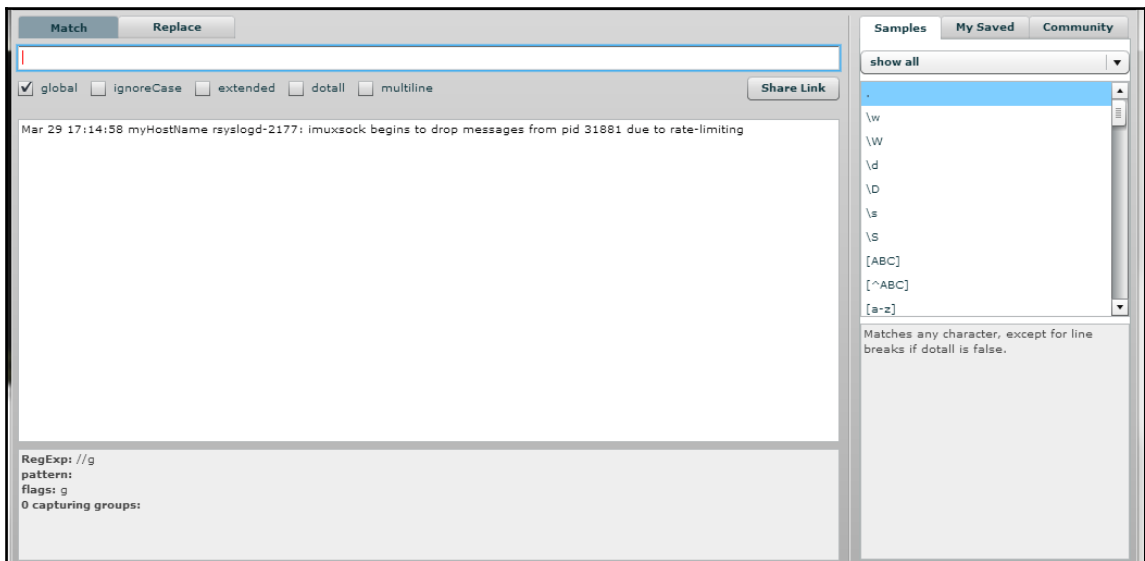 Match Replace
global ignoreCase extended dotall multiline Share Link
Mar 29 17:14:58 myHostName rsyslogd-2177: imuxsock begins to drop messages from pid 31881 due to rate-limiting
RegExp: //g
pattern:
flags: g
0 capturing groups:
Samples My Saved Community
show all
.
\w
\W
\d
\D
\s
\S
[ABC]
[^ABC]
[a-z]
Matches any character, except for line
breaks if dotall is false.